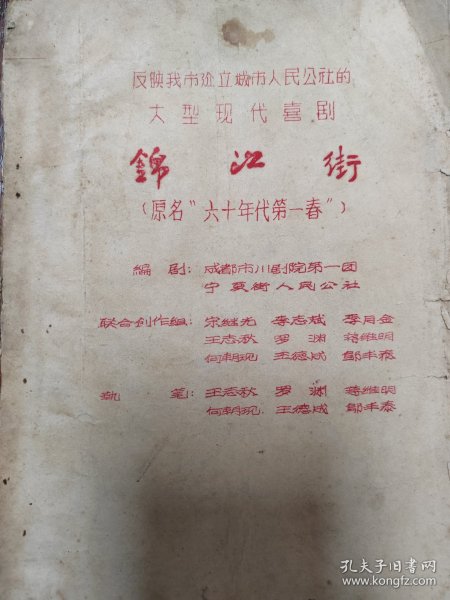 反映我市建立城市人民公社的
大型现代喜剧
錦江街
（原名“六十年代第一春”）
编剧：成都市川剧院第一团
宁夏街人民公社
联合创作组：宋继光 李志斌 季月金
王志秋 罗渊 蒋维明
何朝现 王德成 邹丰泰
执笔：王志秋 罗渊 蒋维明
何朝现 王德成 邹丰泰
孔夫子旧书网
www.kongfz.com